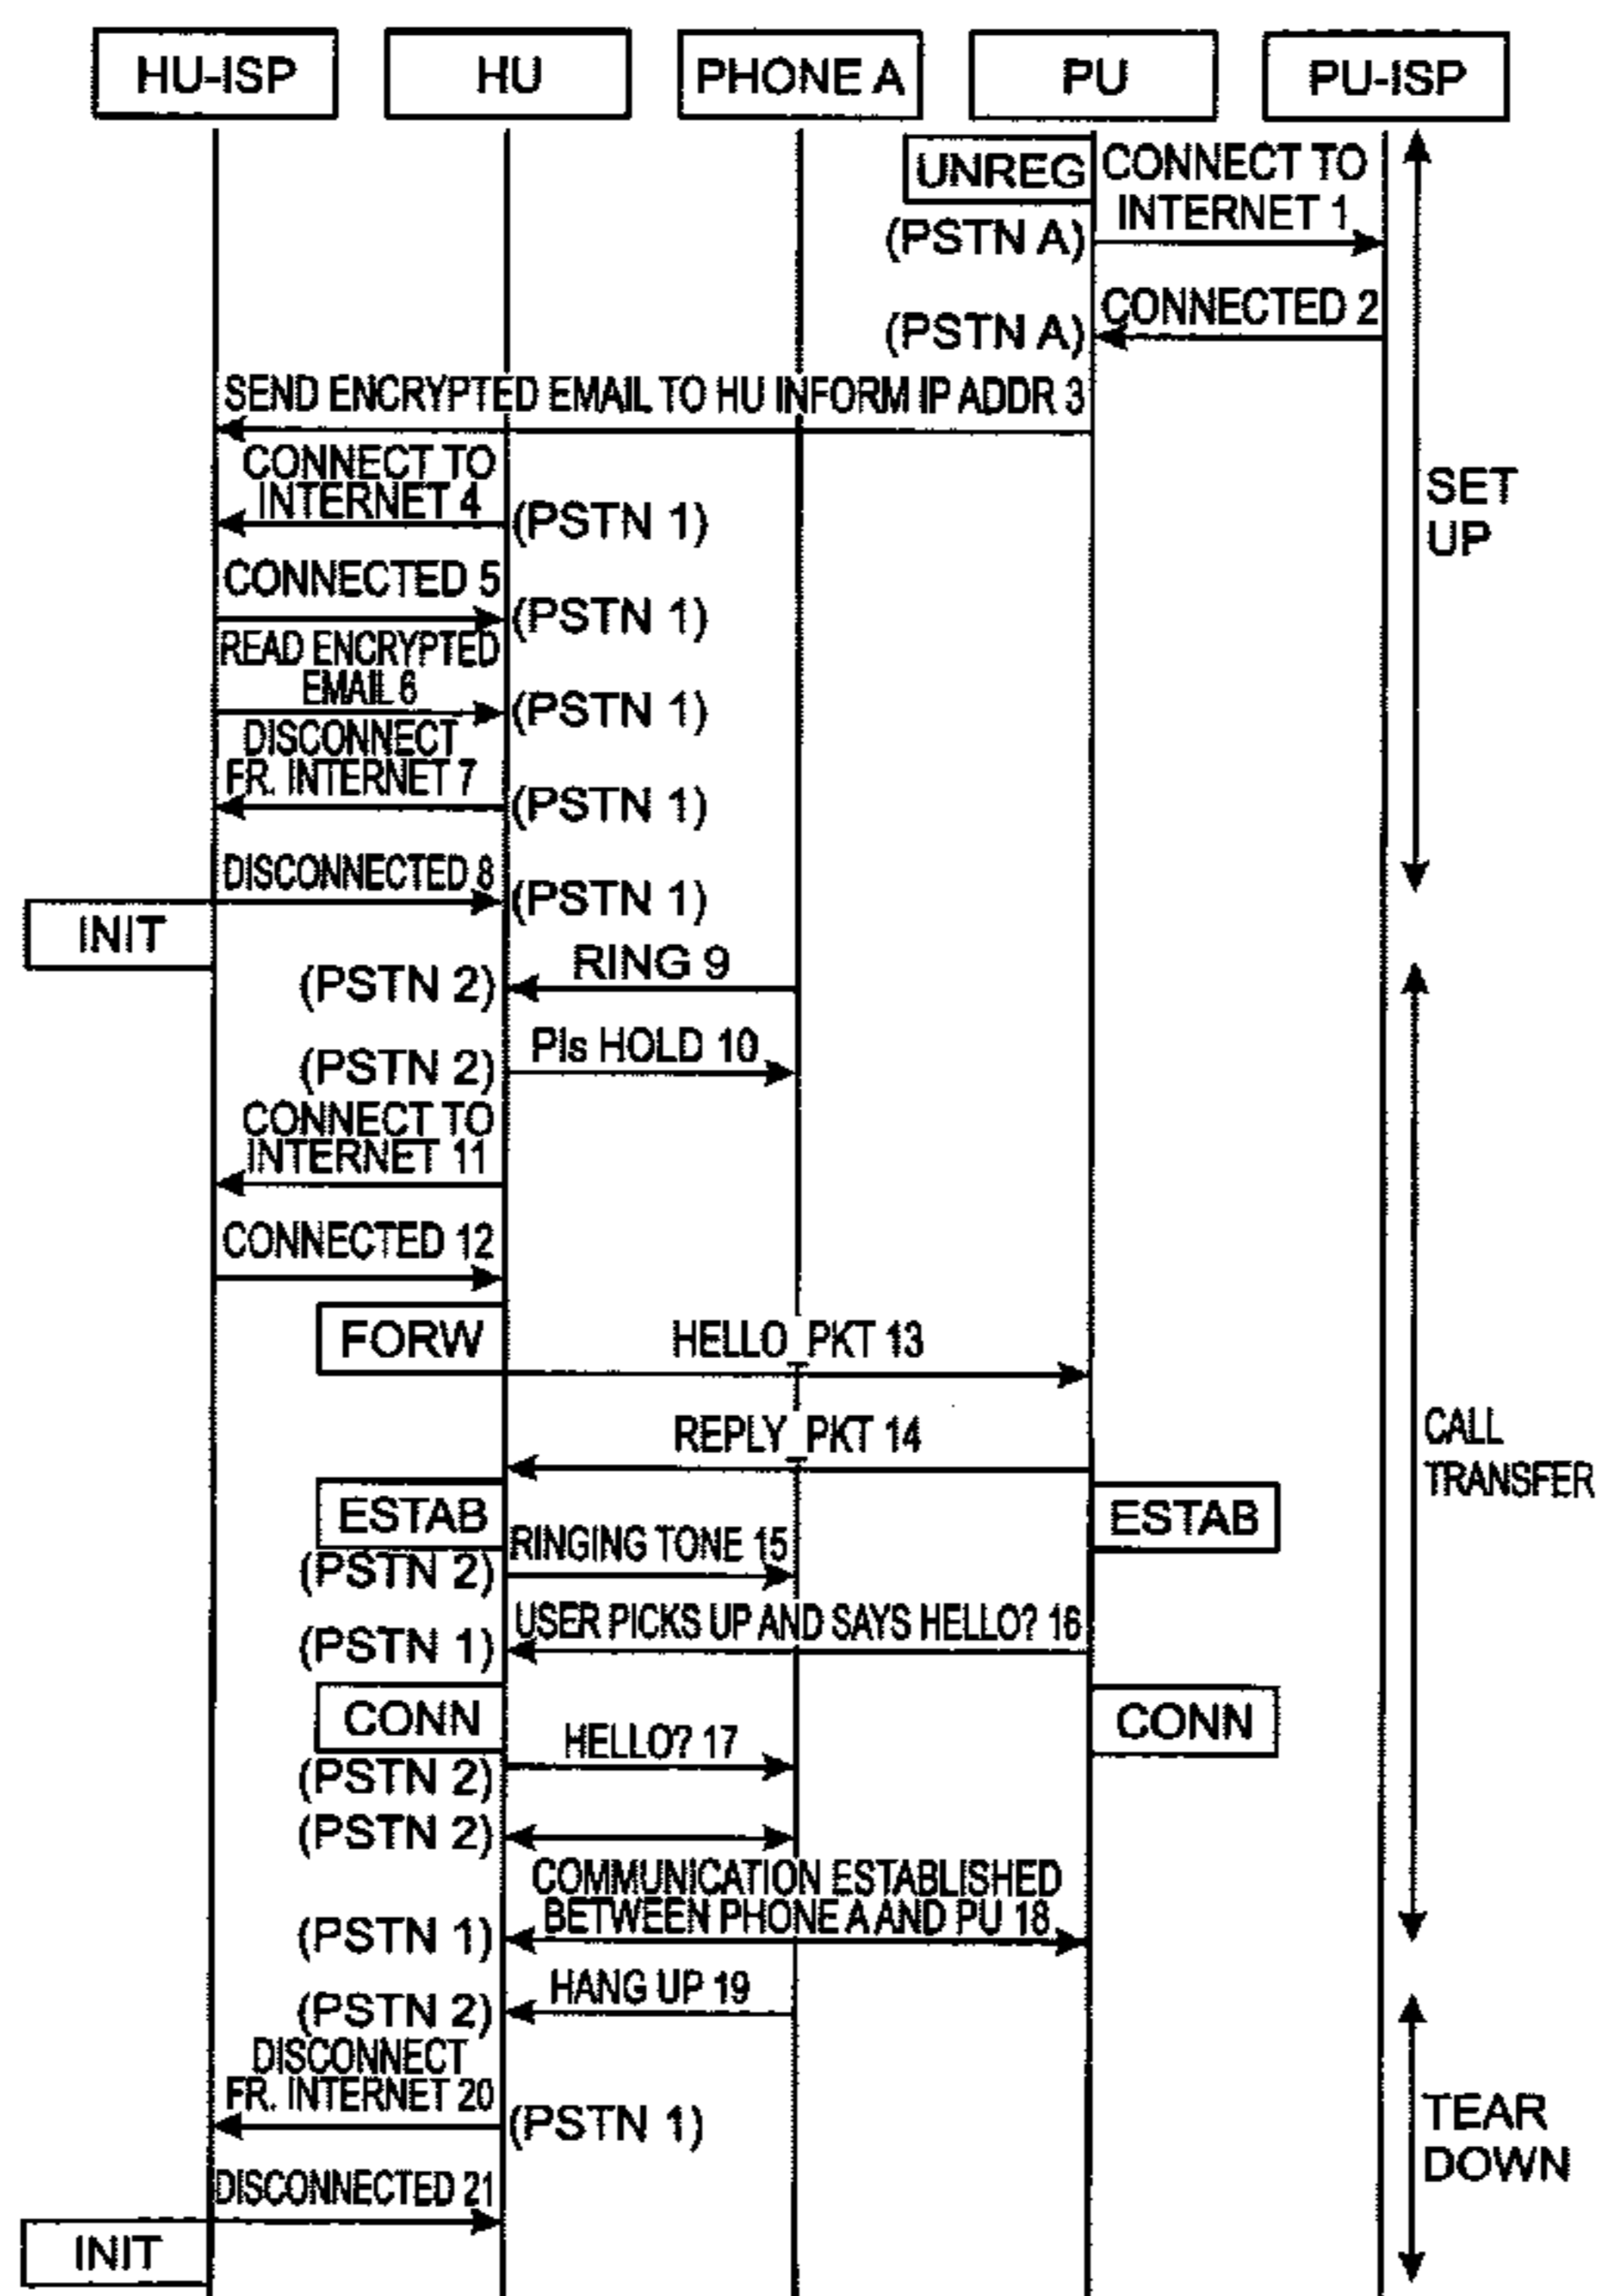 HU-ISP HU PHONE A PU PU-ISP
UNREG
CONNECT TO
INTERNET 1
(PSTN A)
CONNECTED 2
(PSTN A)
SEND ENCRYPTED EMAIL TO HU INFORM IP ADDR 3
CONNECT TO
INTERNET 4
(PSTN 1)
SET
UP
CONNECTED 5
(PSTN 1)
READ ENCRYPTED
EMAIL 6
(PSTN 1)
DISCONNECT
FR. INTERNET 7
(PSTN 1)
DISCONNECTED 8
(PSTN 1)
INIT
RING 9
(PSTN 2)
Pls HOLD 10
(PSTN 2)
CONNECT TO
INTERNET 11
CONNECTED 12
FORW
HELLO PKT 13
REPLY PKT 14
CALL
TRANSFER
ESTAB
ESTAB
RINGING TONE 15
(PSTN 2)
USER PICKS UP AND SAYS HELLO? 16
(PSTN 1)
CONN
CONN
HELLO? 17
(PSTN 2)
(PSTN 2)
COMMUNICATION ESTABLISHED
BETWEEN PHONE A AND PU 18
(PSTN 1)
HANG UP 19
(PSTN 2)
DISCONNECT
FR. INTERNET 20
(PSTN 1)
TEAR
DOWN
DISCONNECTED 21
INIT